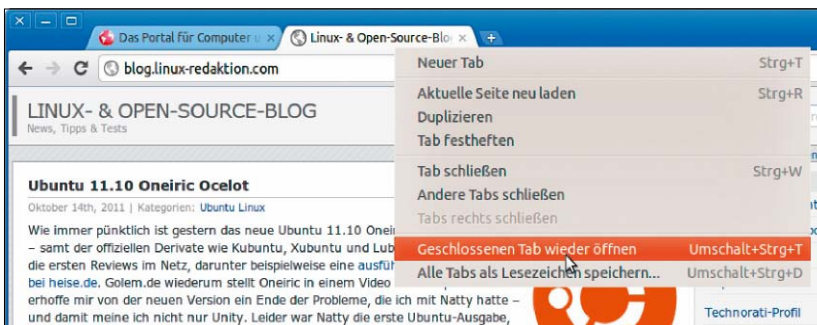 Das Portal für Computer u
Linux- & Open-Source-Blo
blog.linux-redaktion.com
Neuer Tab Strg+T
Aktuelle Seite neu laden Strg+R
Duplizieren
Tab festheften
Tab schließen Strg+W
Andere Tabs schließen
Tabs rechts schließen
Geschlossenen Tab wieder öffnen Umschalt+Strg+T
Alle Tabs als Lesezeichen speichern... Umschalt+Strg+D
LINUX- & OPEN-SOURCE-BLOG
News, Tipps & Tests
Ubuntu 11.10 Oneiric Ocelot
Oktober 14th, 2011 | Kategorien: Ubuntu Linux
Wie immer pünktlich ist gestern das neue Ubuntu 11.10 Onei
– samt der offiziellen Derivate wie Kubuntu, Xubuntu und Lub
die ersten Reviews im Netz, darunter beispielweise eine ausfüh
bei heise.de. Golem.de wiederum stellt Oneiric in einem Video
erhoffe mir von der neuen Version ein Ende der Probleme, die ich mit Natty hatte –
und damit meine ich nicht nur Unity. Leider war Natty die erste Ubuntu-Ausgabe,
Technorati-Profil